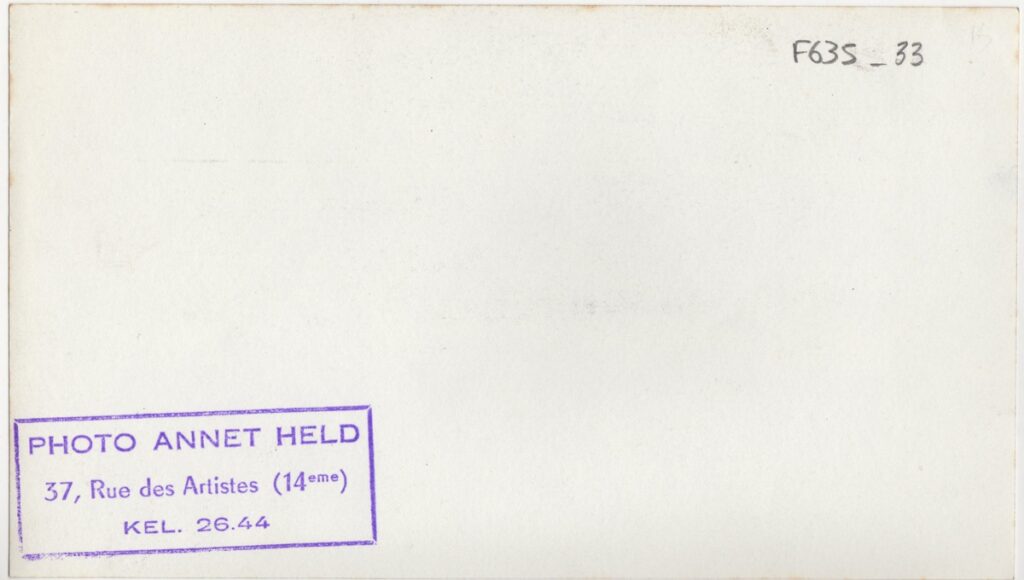 F635_33
PHOTO ANNET HELD
37, Rue des Artistes (14eme)
KEL. 26.44